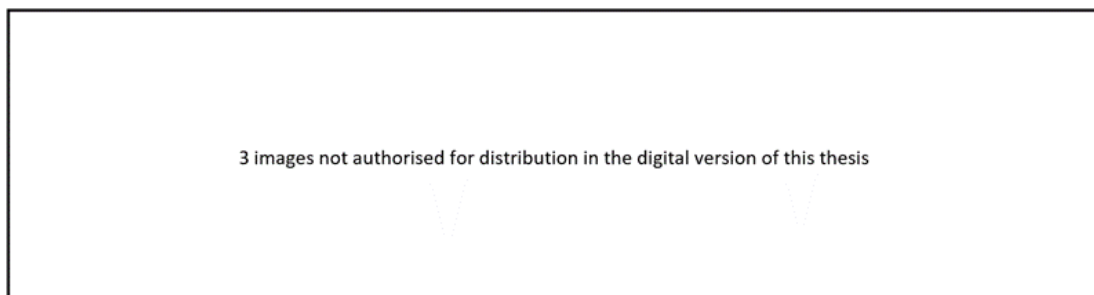 3 images not authorised for distribution in the digital version of this thesis